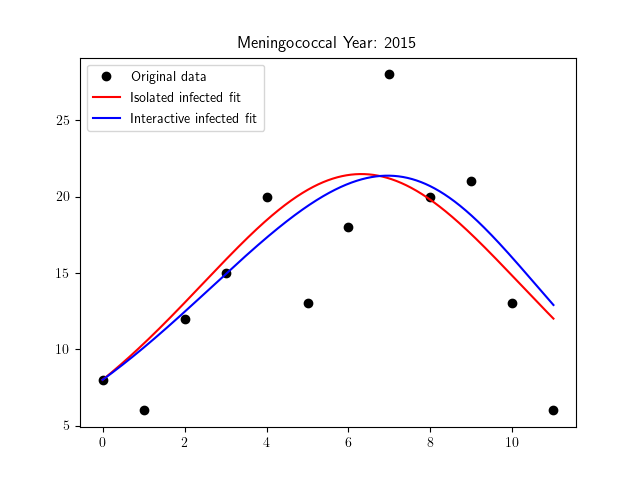 Meningococcal Year: 2015
Original data
Isolated infected fit
Interactive infected fit
25
20
15
10
5
0 2 4 6 8 10